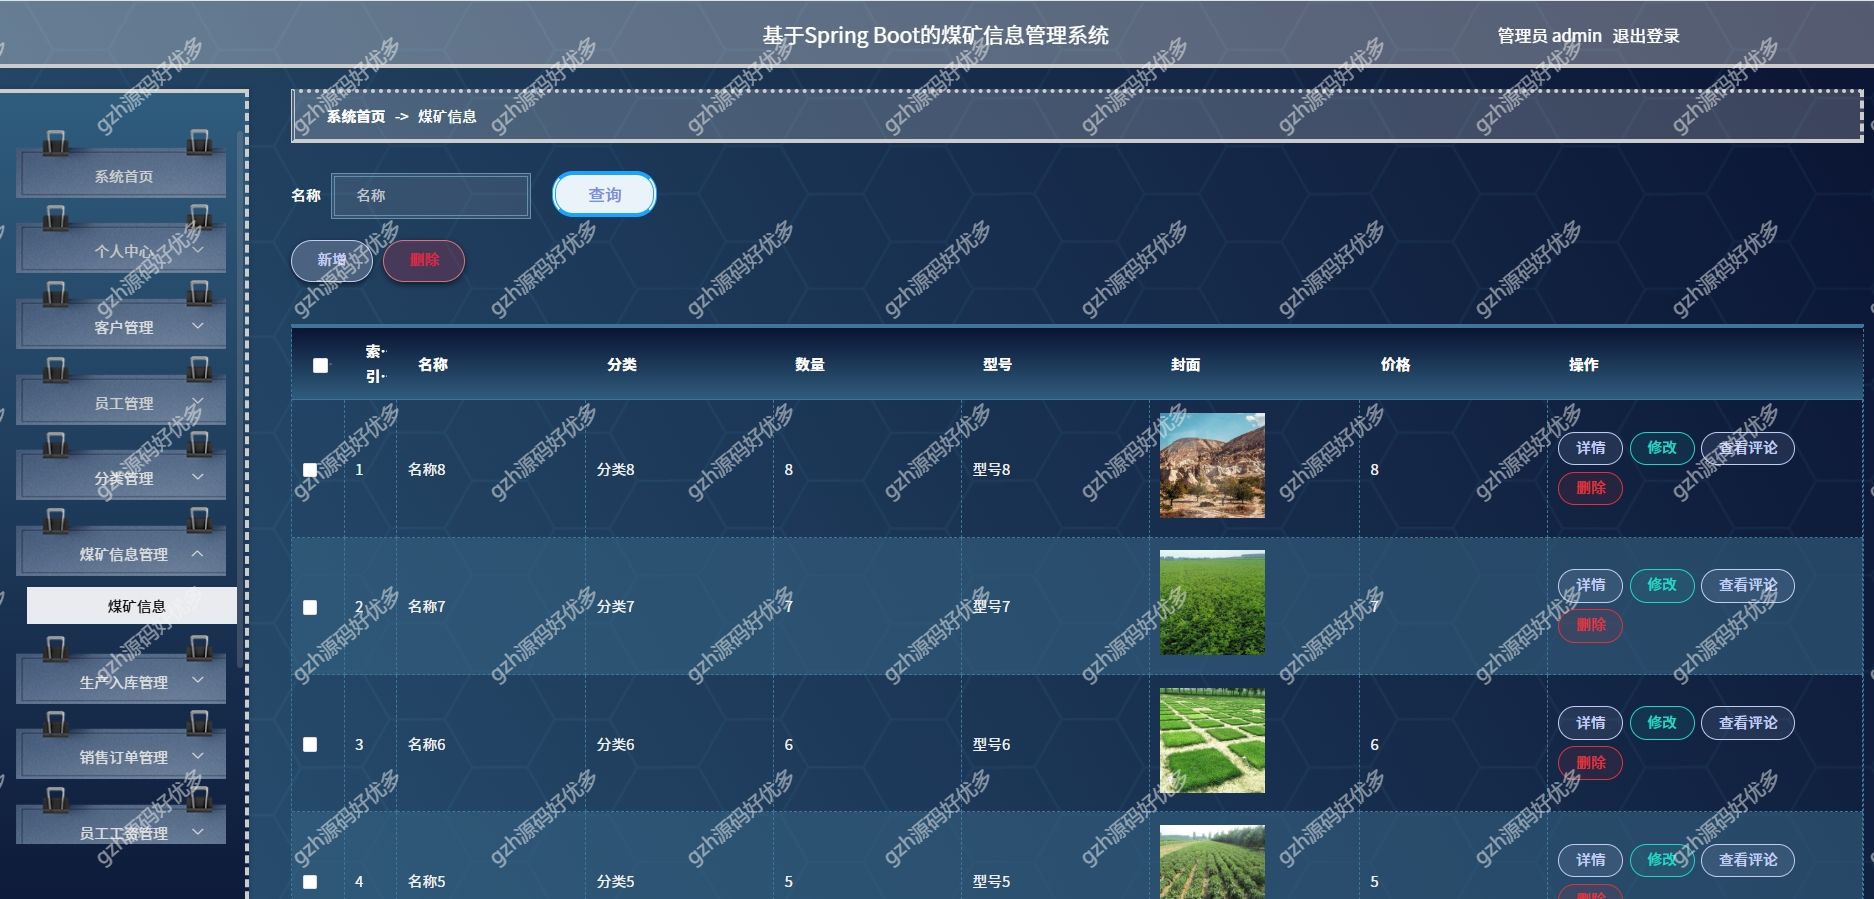 基于Spring Boot的煤矿信息管理系统
管理员 admin 退出登录
系统首页 -> 煤矿信息
系统首页
个人中心
客户管理
员工管理
分类管理
煤矿信息管理
煤矿信息
生产入库管理
销售订单管理
员工工资管理
名称 名称 查询
新增 删除
索引 名称 分类 数量 型号 封面 价格 操作
1 名称8 分类8 8 型号8 8 详情 修改 查看评论
删除
2 名称7 分类7 7 型号7 7 详情 修改 查看评论
删除
3 名称6 分类6 6 型号6 6 详情 修改 查看评论
删除
4 名称5 分类5 5 型号5 5 详情 修改 查看评论
删除
gzh源码好优多